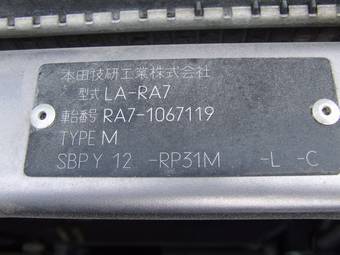 本田技研工業株式会社
型式 LA-RA7
車台番号 RA7-1067119
TYPE M
SBPY 12 -RP31M -L -C